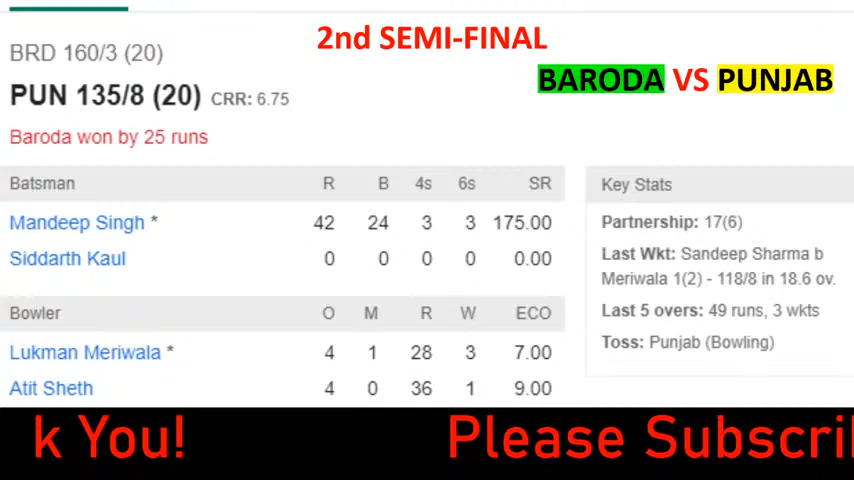 2nd SEMI-FINAL
BRD 160/3 (20)
BARODA VS PUNJAB
PUN 135/8 (20) CRR: 6.75
Baroda won by 25 runs
Batsman R B 4s 6s SR
Mandeep Singh * 42 24 3 3 175.00
Siddarth Kaul 0 0 0 0 0.00
Bowler O M R W ECO
Lukman Meriwala * 4 1 28 3 7.00
Atit Sheth 4 0 36 1 9.00
Key Stats
Partnership: 17(6)
Last Wkt: Sandeep Sharma b
Meriwala 1(2) - 118/8 in 18.6 ov.
Last 5 overs: 49 runs, 3 wkts
Toss: Punjab (Bowling)
k You! Please Subscri